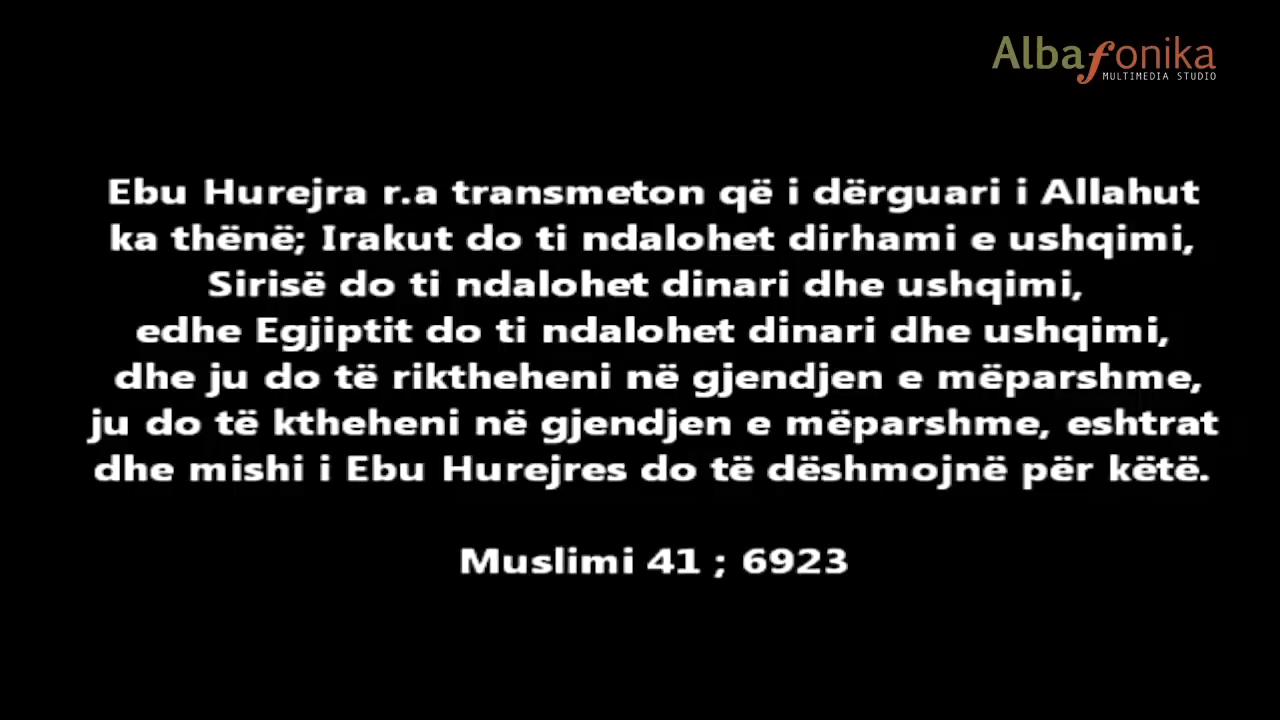 Albafonika
MULTIMEDIA STUDIO
Ebu Hurejra r.a transmeton që i dërguari i Allahut
ka thënë; Irakut do ti ndalohet dirhami e ushqimi,
Sirisë do ti ndalohet dinari dhe ushqimi,
edhe Egjiptit do ti ndalohet dinari dhe ushqimi,
dhe ju do të riktheheni në gjendjen e mëparshme,
ju do të ktheheni në gjendjen e mëparshme, eshtrat
dhe mishi i Ebu Hurejres do të dëshmojnë për këtë.
Muslimi 41 ; 6923